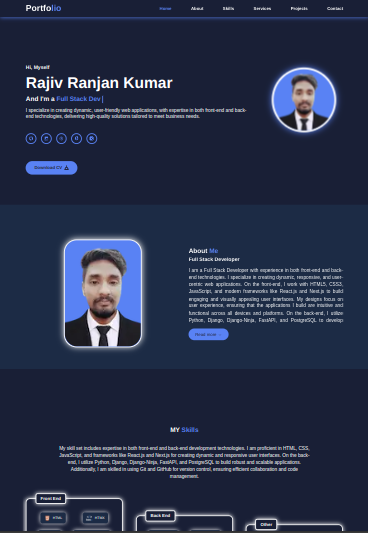 Portfolio
Home About Skills Services Projects Contact
Hi, Myself
Rajiv Ranjan Kumar
And I'm a Full Stack Dev|
I specialize in creating dynamic, user-friendly web applications, with expertise in both front-end and back-
end technologies, delivering high-quality solutions tailored to meet business needs.
Download CV
About Me
Full Stack Developer
I am a Full Stack Developer with experience in both front-end and back-
end technologies. I specialize in creating dynamic, responsive, and user-
centric web applications. On the front-end, I work with HTML5, CSS3,
JavaScript, and modern frameworks like React.js and Next.js to build
engaging and visually appealing user interfaces. My designs focus on
user experience, ensuring that the applications I build are intuitive and
functional across all devices and platforms. On the back-end, I utilize
Python, Django, Django-Ninja, FastAPI, and PostgreSQL to develop
Read more
MY Skills
My skill set includes expertise in both front-end and back-end development technologies. I am proficient in HTML, CSS,
JavaScript, and frameworks like React.js and Next.js for creating dynamic and responsive user interfaces. On the back-
end, I utilize Python, Django, Django-Ninja, FastAPI, and PostgreSQL to build robust and scalable applications.
Additionally, I am skilled in using Git and GitHub for version control, ensuring efficient collaboration and code
management.
Front End
HTML
Back End
Other